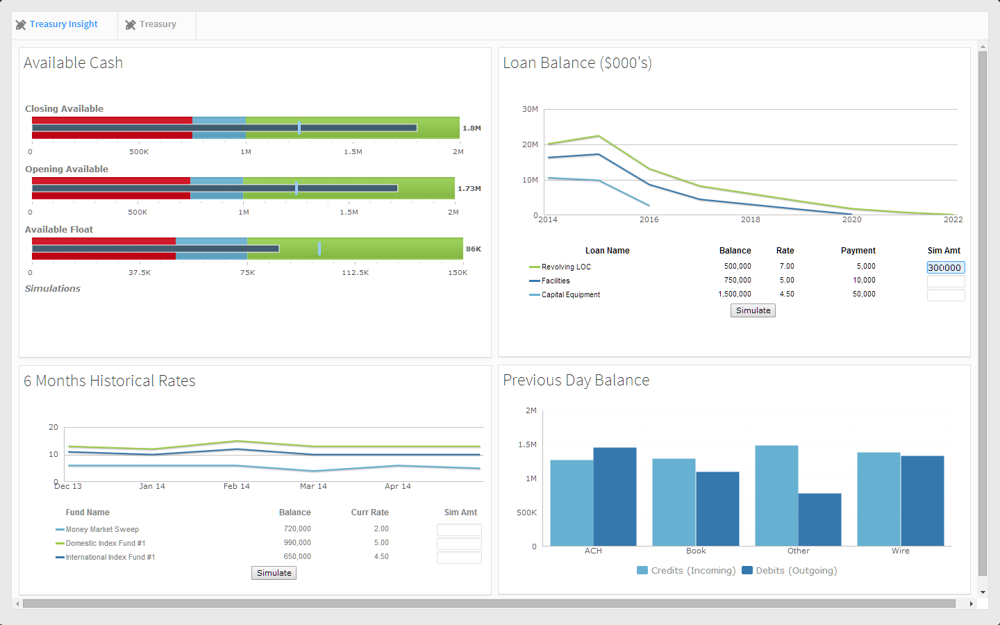 Treasury Insight
Treasury
Available Cash
Closing Available
1.8M
0 500K 1M 1.5M 2M
Opening Available
1.73M
0 500K 1M 1.5M 2M
Available Float
86K
0 37.5K 75K 112.5K 150K
Simulations
Loan Balance ($000's)
30M
20M
10M
0
2014 2016 2018 2020 2022
Loan Name Balance Rate Payment Sim Amt
Revolving LOC 500,000 7.00 5,000 300000
Facilities 750,000 5.00 10,000
Capital Equipment 1,500,000 4.50 50,000
Simulate
6 Months Historical Rates
20
10
0
Dec 13 Jan 14 Feb 14 Mar 14 Apr 14
Fund Name Balance Curr Rate Sim Amt
Money Market Sweep 720,000 2.00
Domestic Index Fund #1 990,000 5.00
International Index Fund #1 650,000 4.50
Simulate
Previous Day Balance
2M
1.5M
1M
500K
0
ACH Book Other Wire
Credits (Incoming) Debits (Outgoing)